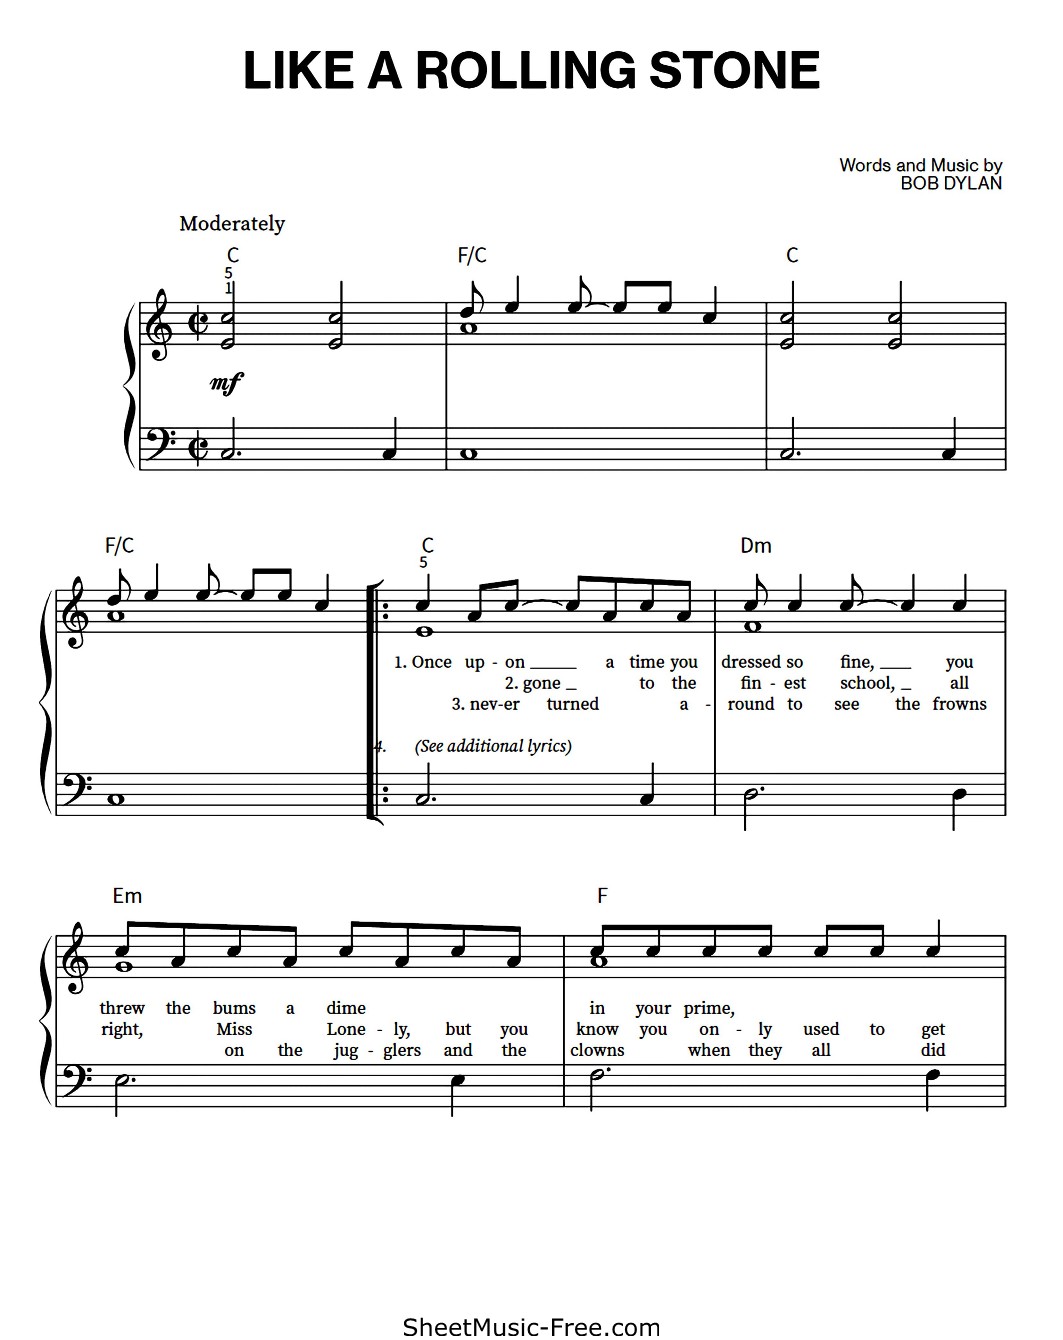 LIKE A ROLLING STONE
Words and Music by
BOB DYLAN
Moderately
C F/C C
5
1
mf
F/C C Dm
5
1. Once up - on _____ a time you dressed so fine, ___ you
2. gone _ to the fin - est school, _ all
3. nev-er turned a - round to see the frowns
4. (See additional lyrics)
Em F
threw the bums a dime in your prime,
right, Miss Lone - ly, but you know you on - ly used to get
on the jug - glers and the clowns when they all did
SheetMusic-Free.com